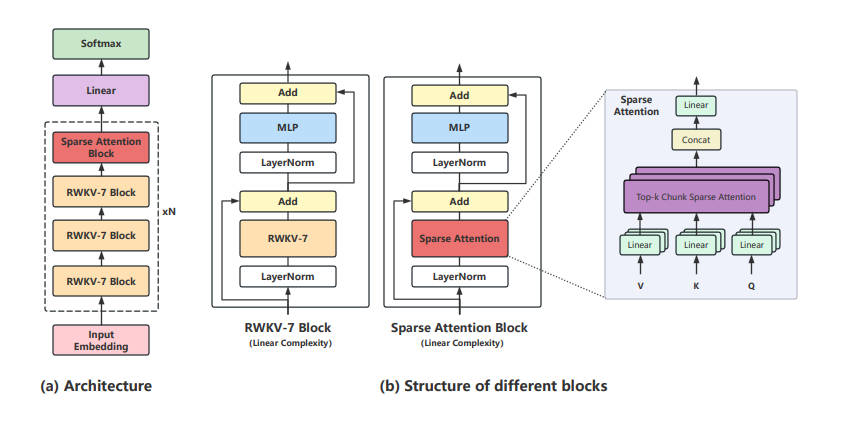 Softmax
Linear
Sparse Attention
Block
RWKV-7 Block
RWKV-7 Block
RWKV-7 Block
xN
Input
Embedding
(a) Architecture
Add
MLP
LayerNorm
Add
RWKV-7
LayerNorm
RWKV-7 Block
(Linear Complexity)
Add
MLP
LayerNorm
Add
Sparse Attention
LayerNorm
Sparse Attention Block
(Linear Complexity)
Sparse
Attention
Linear
Concat
Top-k Chunk Sparse Attention
Linear
Linear
Linear
V
K
Q
(b) Structure of different blocks